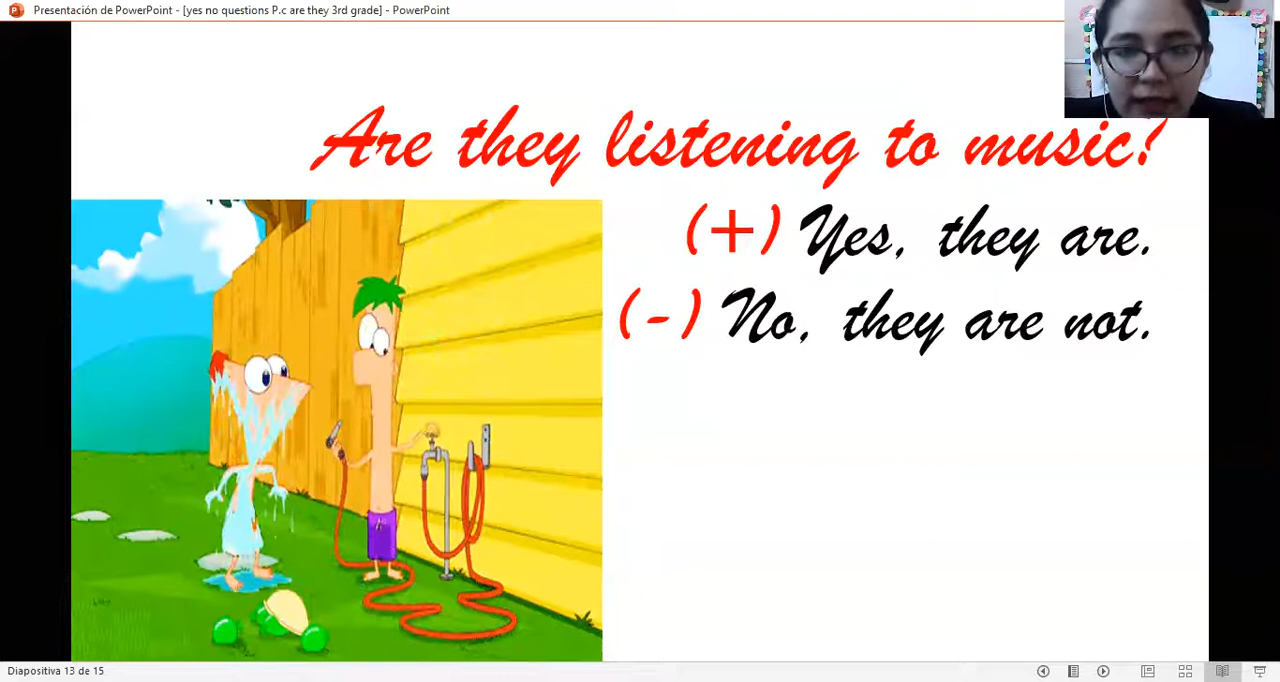 Presentación de PowerPoint - [yes no questions P.c are they 3rd grade] - PowerPoint
Are they listening to music?
(+) Yes, they are.
(-) No, they are not.
Diapositiva 13 de 15